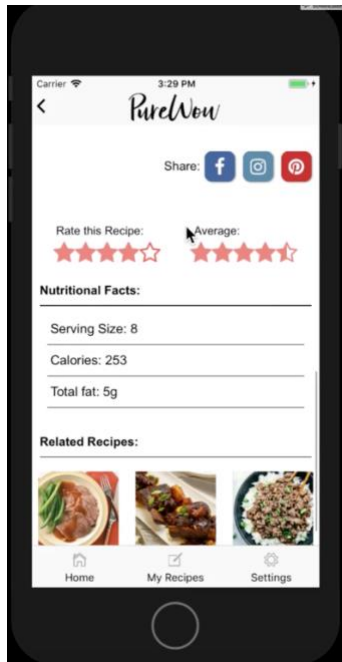 Carrier 3:29 PM
PureWow
Share:
Rate this Recipe: Average:
Nutritional Facts:
Serving Size: 8
Calories: 253
Total fat: 5g
Related Recipes:
Home My Recipes Settings